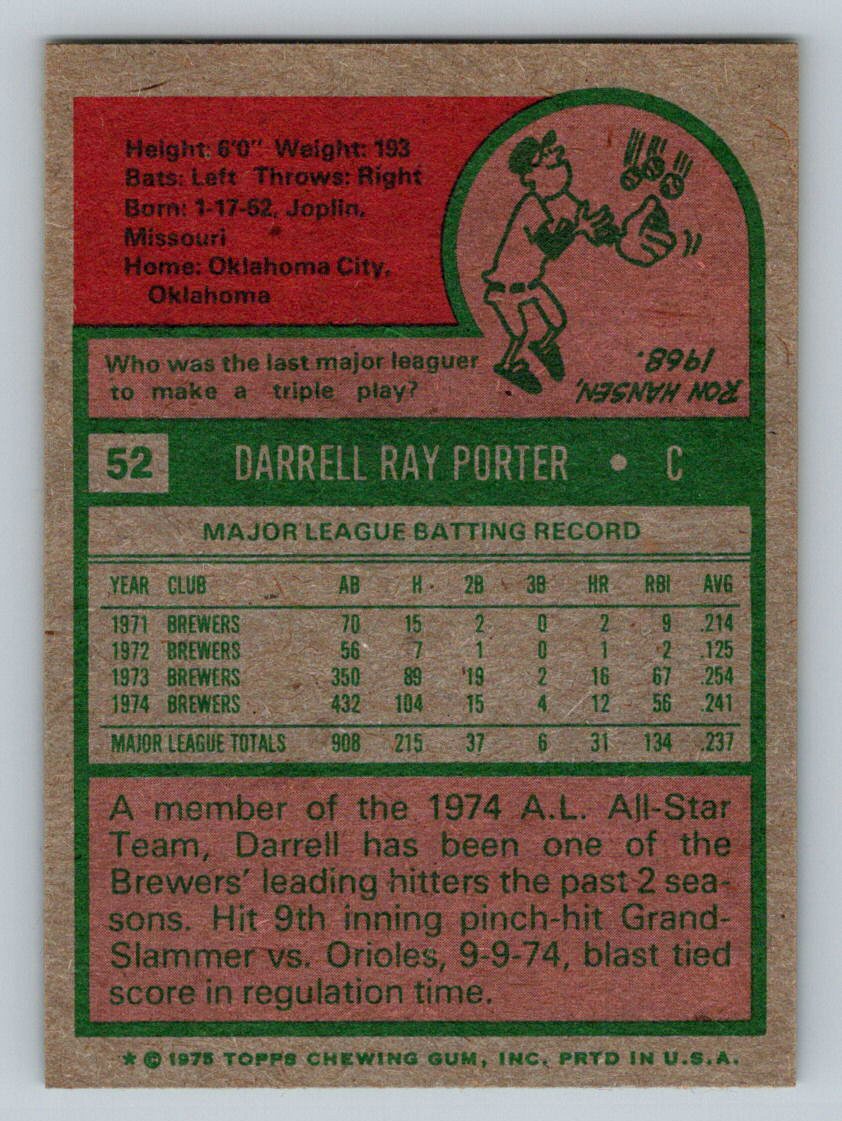 Height: 6'0" Weight: 193
Bats: Left Throws: Right
Born: 1-17-52, Joplin,
Missouri
Home: Oklahoma City,
Oklahoma
Who was the last major leaguer
to make a triple play?
RON HANSEN,
1968.
52 DARRELL RAY PORTER • C
MAJOR LEAGUE BATTING RECORD
YEAR CLUB AB H 2B 3B HR RBI AVG
1971 BREWERS 70 15 2 0 2 9 .214
1972 BREWERS 56 7 1 0 1 2 .125
1973 BREWERS 350 89 19 2 16 67 .254
1974 BREWERS 432 104 15 4 12 56 .241
MAJOR LEAGUE TOTALS 908 215 37 6 31 134 .237
A member of the 1974 A.L. All-Star
Team, Darrell has been one of the
Brewers' leading hitters the past 2 sea-
sons. Hit 9th inning pinch-hit Grand-
Slammer vs. Orioles, 9-9-74, blast tied
score in regulation time.
* © 1975 TOPPS CHEWING GUM, INC. PRTD IN U.S.A.